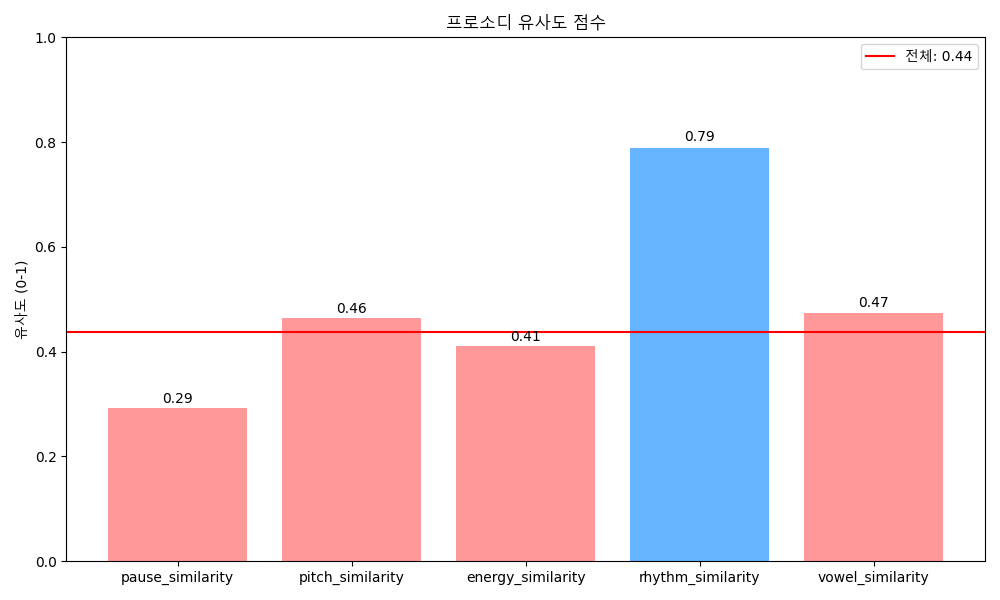 프로소디 유사도 점수
전체: 0.44
유사도 (0-1)
1.0
0.8
0.6
0.4
0.2
0.0
0.29
0.46
0.41
0.79
0.47
pause_similarity
pitch_similarity
energy_similarity
rhythm_similarity
vowel_similarity